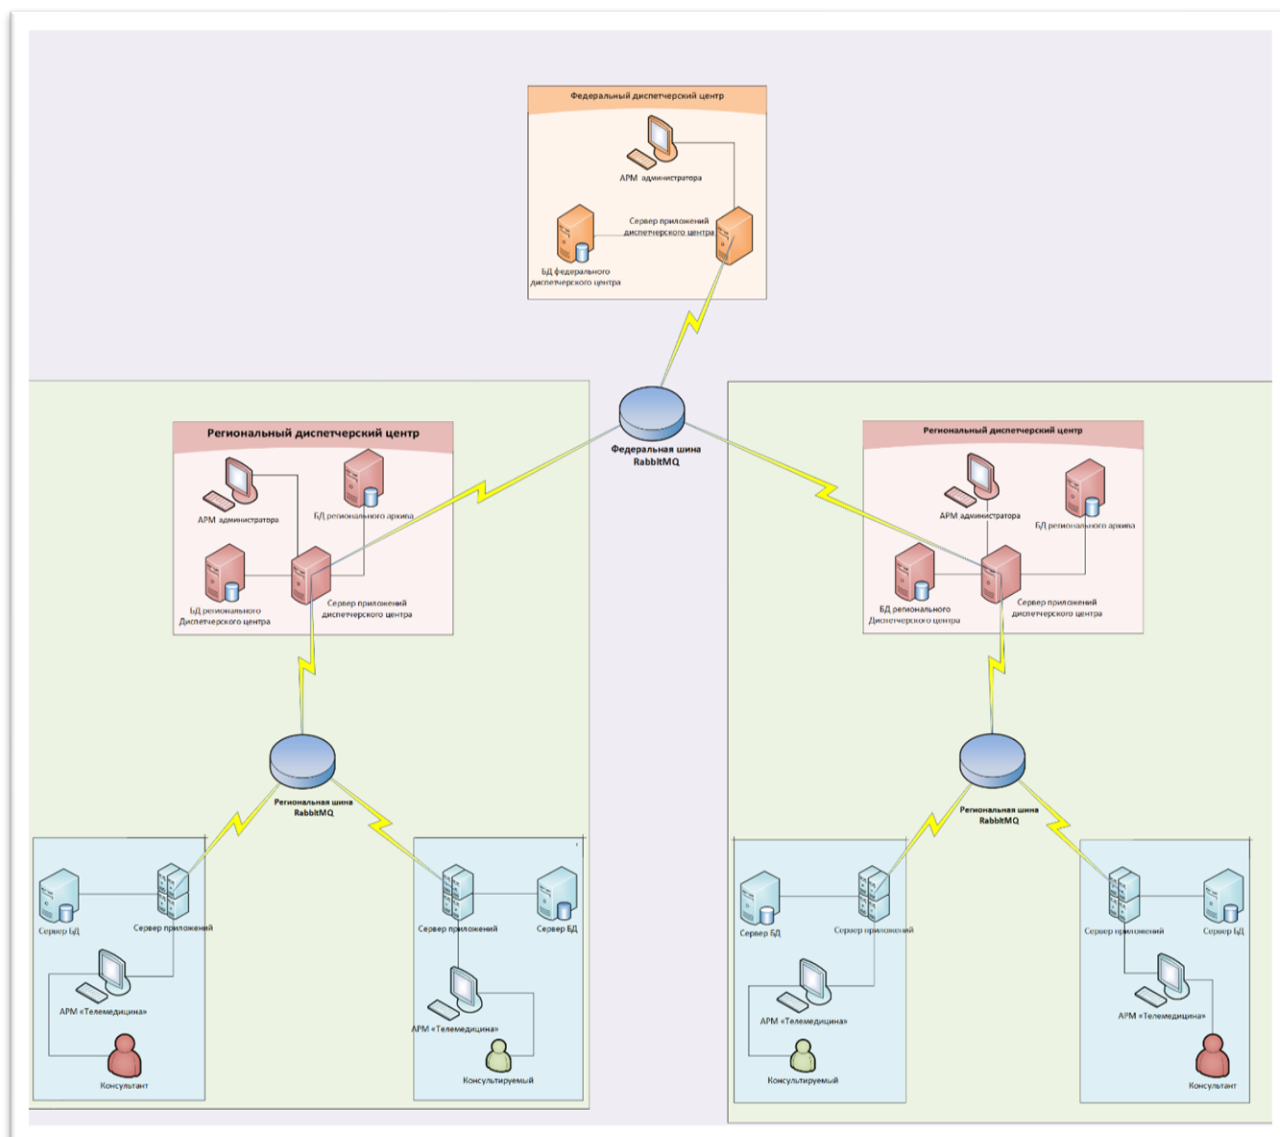 Федеральный диспетчерский центр
АРМ администратора
Сервер приложений
диспетчерского центра
БД федерального
диспетчерского центра
Федеральная шина
RabbitMQ
Региональный диспетчерский центр
АРМ администратора
БД регионального архива
БД регионального
Диспетчерского центра
Сервер приложений
диспетчерского центра
Региональный диспетчерский центр
АРМ администратора
БД регионального архива
БД регионального
Диспетчерского центра
Сервер приложений
диспетчерского центра
Региональная шина
RabbitMQ
Региональная шина
RabbitMQ
Сервер БД
Сервер приложений
АРМ «Телемедицина»
Консультант
Сервер приложений
Сервер БД
АРМ «Телемедицина»
Консультируемый
Сервер БД
Сервер приложений
АРМ «Телемедицина»
Консультируемый
Сервер приложений
Сервер БД
АРМ «Телемедицина»
Консультант